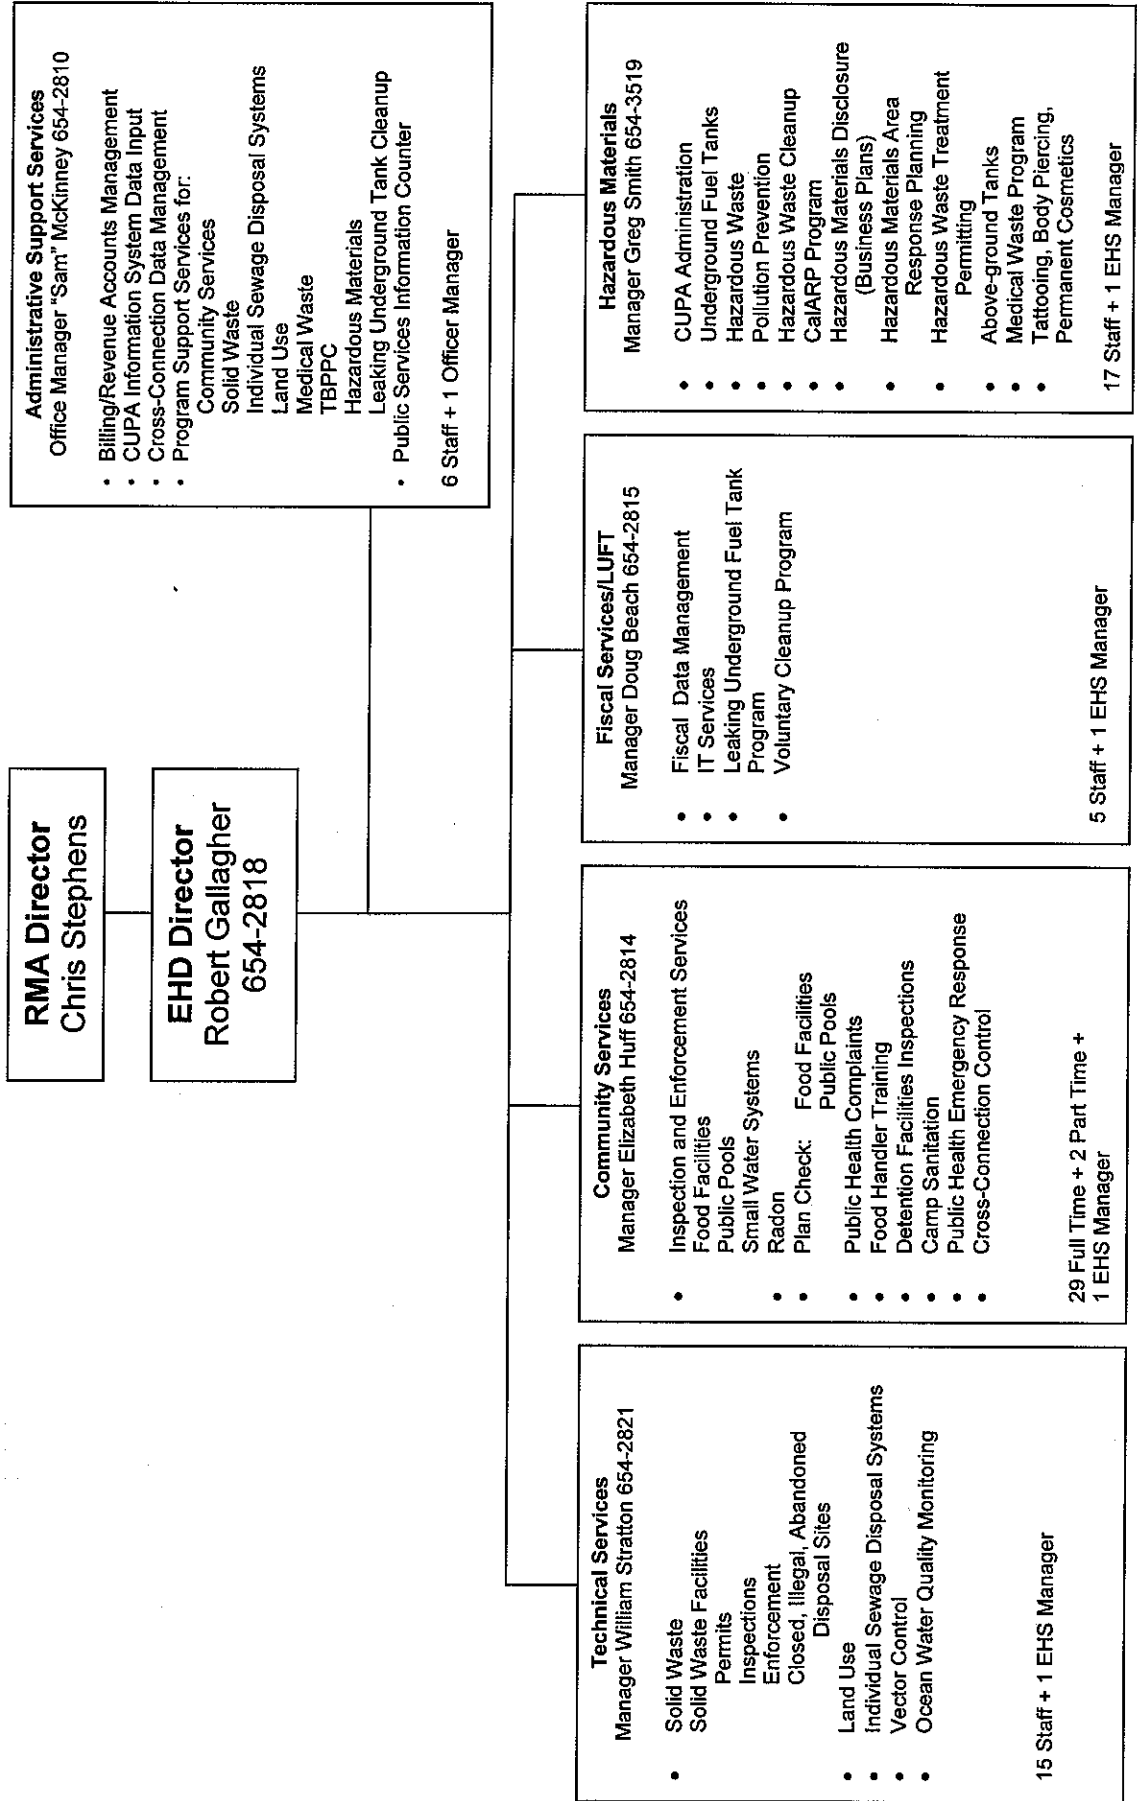 RMA Director
Chris Stephens
EHD Director
Robert Gallagher
654-2818
Administrative Support Services
Office Manager "Sam" McKinney 654-2810
• Billing/Revenue Accounts Management
• CUPA Information System Data Input
• Cross-Connection Data Management
• Program Support Services for:
Community Services
Solid Waste
Individual Sewage Disposal Systems
Land Use
Medical Waste
TBPPC
Hazardous Materials
Leaking Underground Tank Cleanup
• Public Services Information Counter
6 Staff + 1 Officer Manager
Technical Services
Manager William Stratton 654-2821
• Solid Waste
Solid Waste Facilities
Permits
Inspections
Enforcement
Closed, Illegal, Abandoned
Disposal Sites
• Land Use
• Individual Sewage Disposal Systems
• Vector Control
• Ocean Water Quality Monitoring
15 Staff + 1 EHS Manager
Community Services
Manager Elizabeth Huff 654-2814
• Inspection and Enforcement Services
Food Facilities
Public Pools
Small Water Systems
• Radon
• Plan Check: Food Facilities
Public Pools
• Public Health Complaints
• Food Handler Training
• Detention Facilities Inspections
• Camp Sanitation
• Public Health Emergency Response
• Cross-Connection Control
29 Full Time + 2 Part Time +
1 EHS Manager
Fiscal Services/LUFT
Manager Doug Beach 654-2815
• Fiscal Data Management
• IT Services
• Leaking Underground Fuel Tank
Program
• Voluntary Cleanup Program
5 Staff + 1 EHS Manager
Hazardous Materials
Manager Greg Smith 654-3519
• CUPA Administration
• Underground Fuel Tanks
• Hazardous Waste
• Pollution Prevention
• Hazardous Waste Cleanup
• CalARP Program
• Hazardous Materials Disclosure
(Business Plans)
• Hazardous Materials Area
Response Planning
• Hazardous Waste Treatment
Permitting
• Above-ground Tanks
• Medical Waste Program
• Tattooing, Body Piercing,
Permanent Cosmetics
17 Staff + 1 EHS Manager